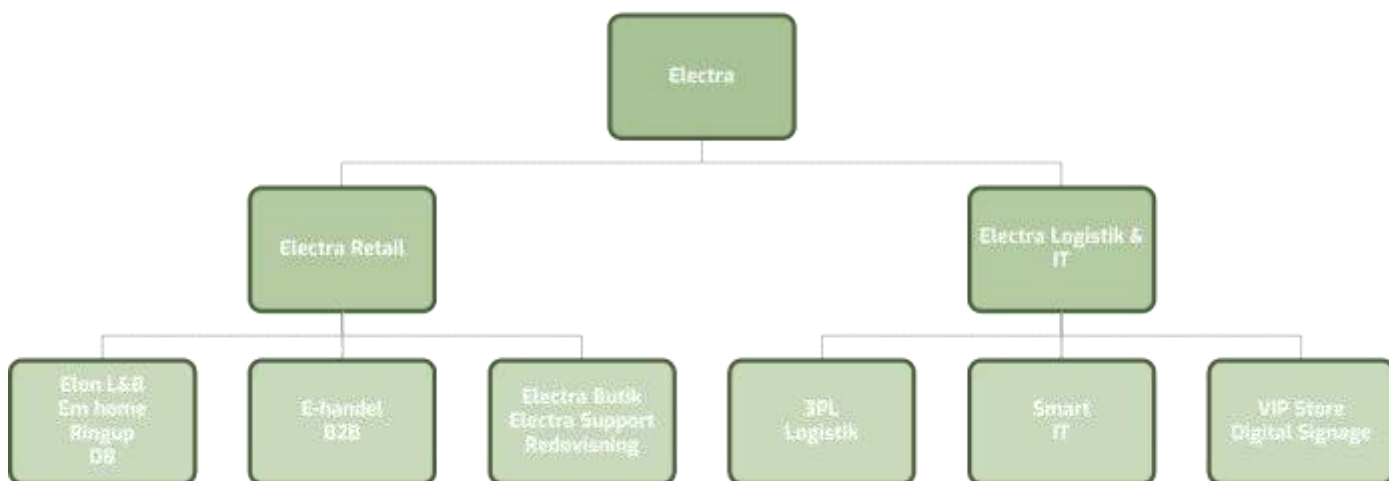 Electra
Electra Retail
Electra Logistik &
IT
Elon L&B
Em home
Ringup
DB
E-handel
B2B
Electra Butik
Electra Support
Redovisning
3PL
Logistik
Smart
IT
VIP Store
Digital Signage